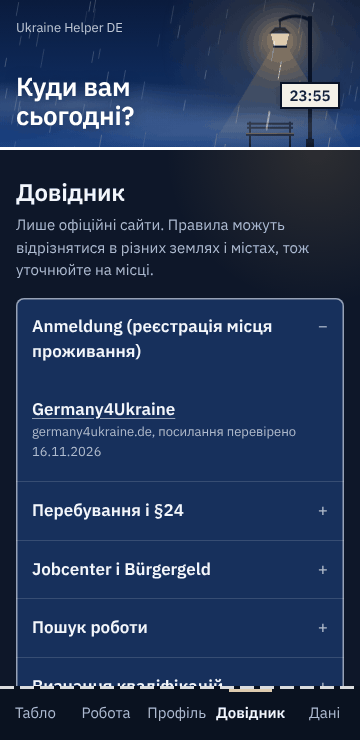 Ukraine Helper DE
Куди вам
сьогодні?
23:55
Довідник
Лише офіційні сайти. Правила можуть
відрізнятися в різних землях і містах, тож
уточнюйте на місці.
Anmeldung (реєстрація місця
проживання)
−
Germany4Ukraine
germany4ukraine.de, посилання перевірено
16.11.2026
Перебування і §24
+
Jobcenter і Bürgergeld
+
Пошук роботи
+
Визнання кваліфікацій
+
Табло
Робота
Профіль
Довідник
Дані